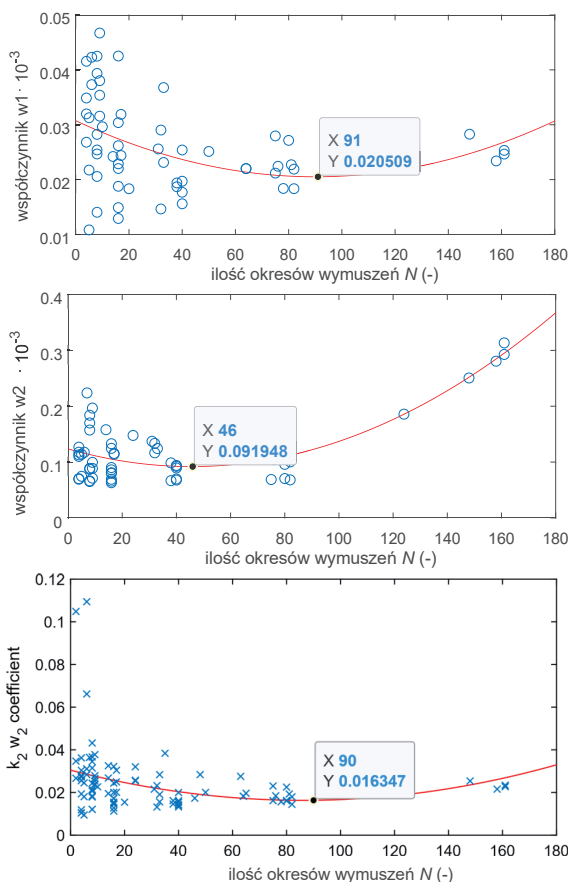 0.05
0.04
0.03
0.02
0.01
współczynnik w1 · 10⁻³
X 91
Y 0.020509
0 20 40 60 80 100 120 140 160 180
ilość okresów wymuszeń N (-)
0.4
0.3
0.2
0.1
0
współczynnik w2 · 10⁻³
X 46
Y 0.091948
0 20 40 60 80 100 120 140 160 180
ilość okresów wymuszeń N (-)
0.12
0.1
0.08
0.06
0.04
0.02
0
k₂ w₂ coefficient
X 90
Y 0.016347
0 20 40 60 80 100 120 140 160 180
ilość okresów wymuszeń N (-)